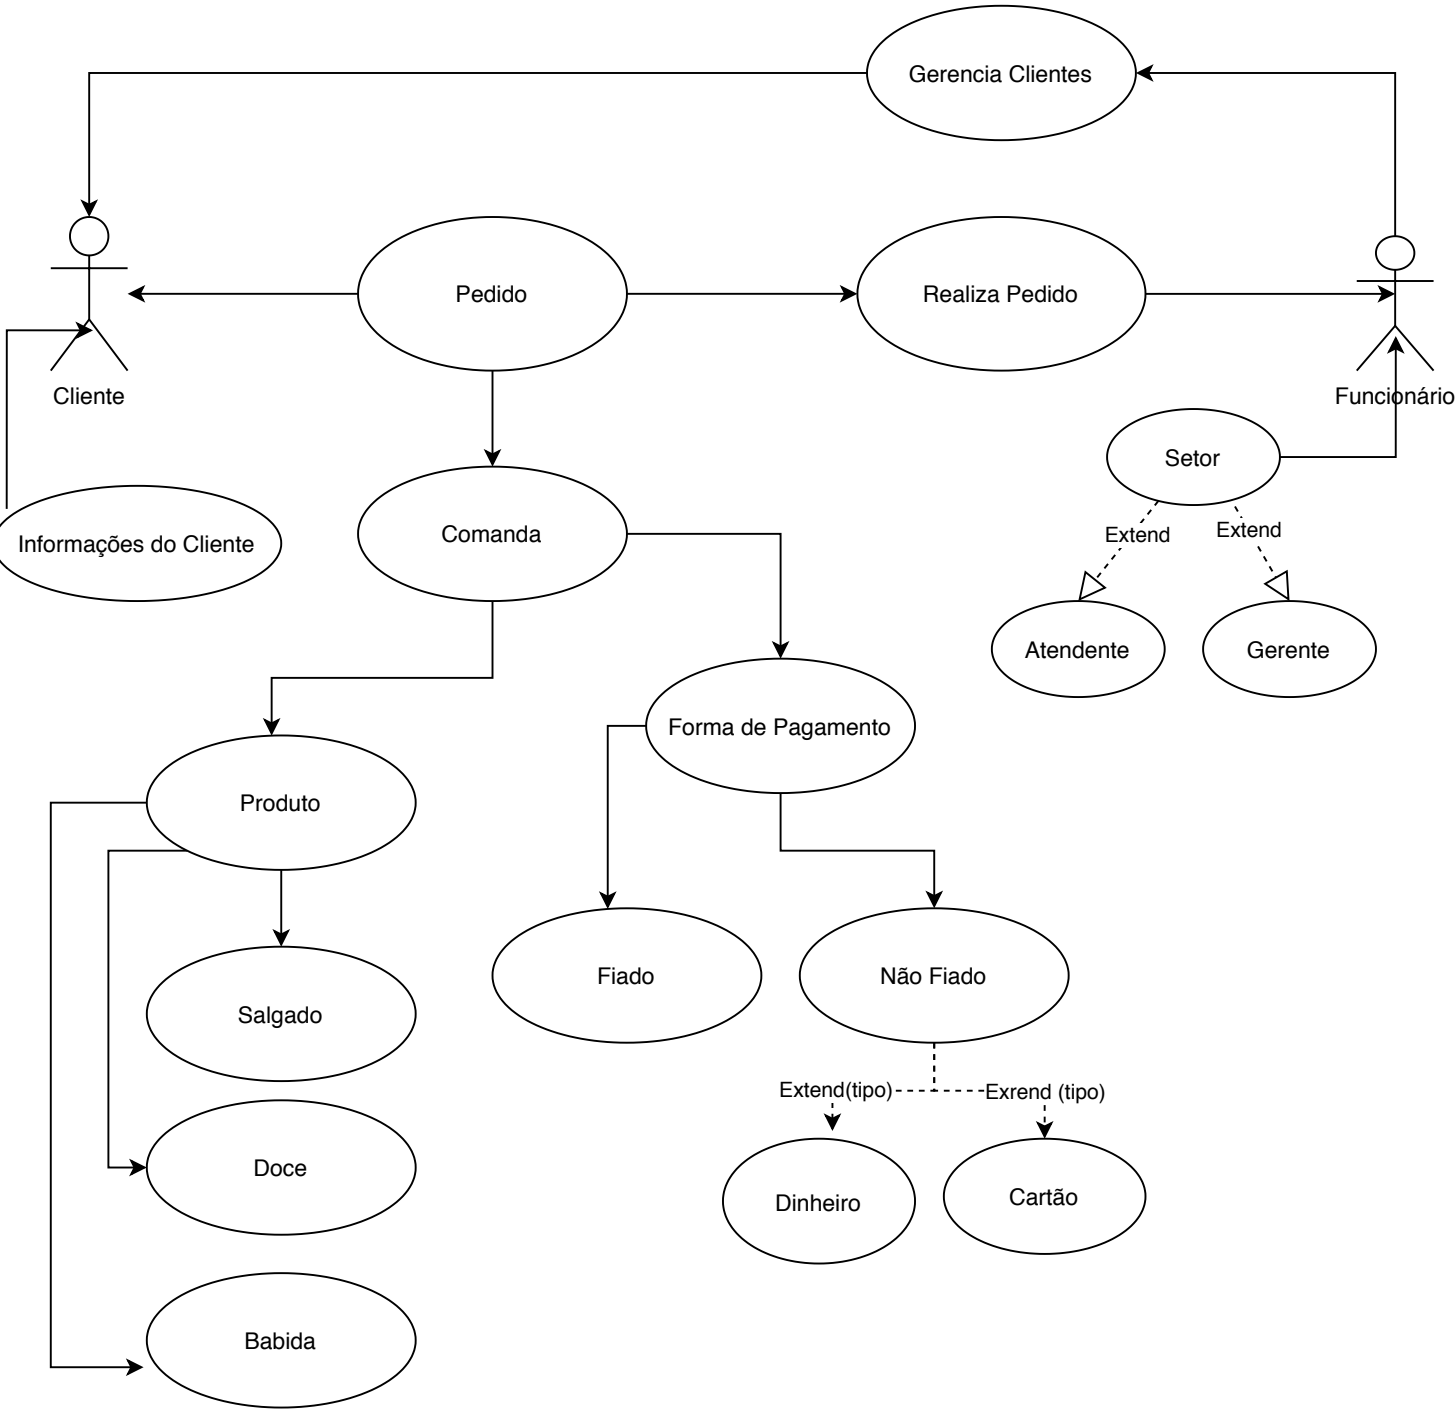 Gerencia Clientes
Pedido
Realiza Pedido
Cliente
Funcionário
Setor
Informações do Cliente
Comanda
Extend
Extend
Atendente
Gerente
Forma de Pagamento
Produto
Fiado
Não Fiado
Salgado
Extend(tipo)
Exrend (tipo)
Doce
Dinheiro
Cartão
Babida